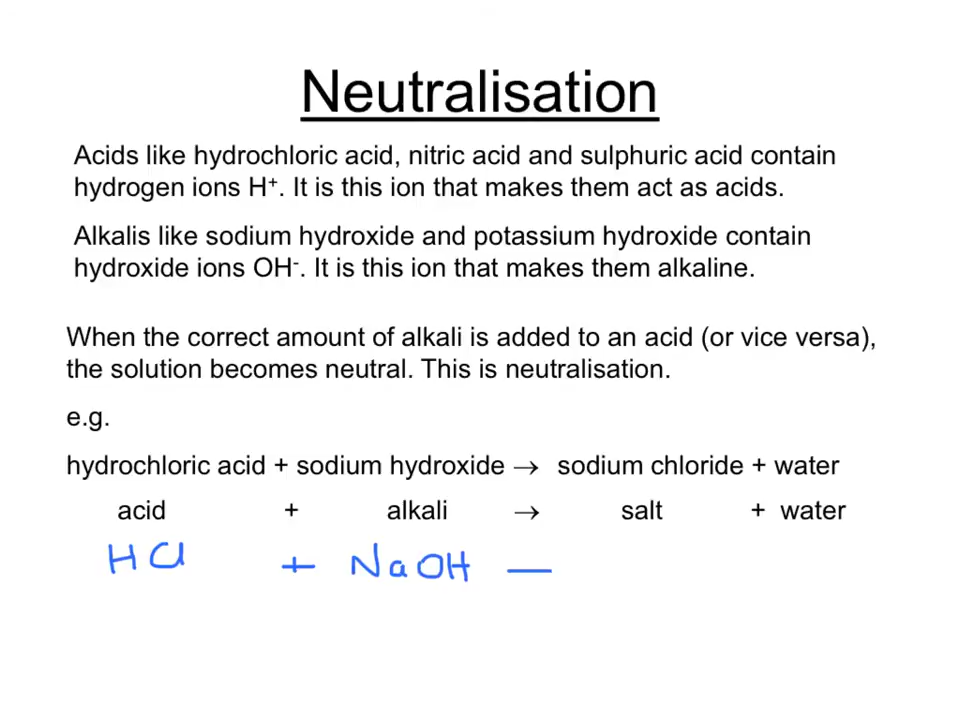 Neutralisation
Acids like hydrochloric acid, nitric acid and sulphuric acid contain
hydrogen ions H⁺. It is this ion that makes them act as acids.
Alkalis like sodium hydroxide and potassium hydroxide contain
hydroxide ions OH⁻. It is this ion that makes them alkaline.
When the correct amount of alkali is added to an acid (or vice versa),
the solution becomes neutral. This is neutralisation.
e.g.
hydrochloric acid + sodium hydroxide → sodium chloride + water
acid + alkali → salt + water
HCl + NaOH —